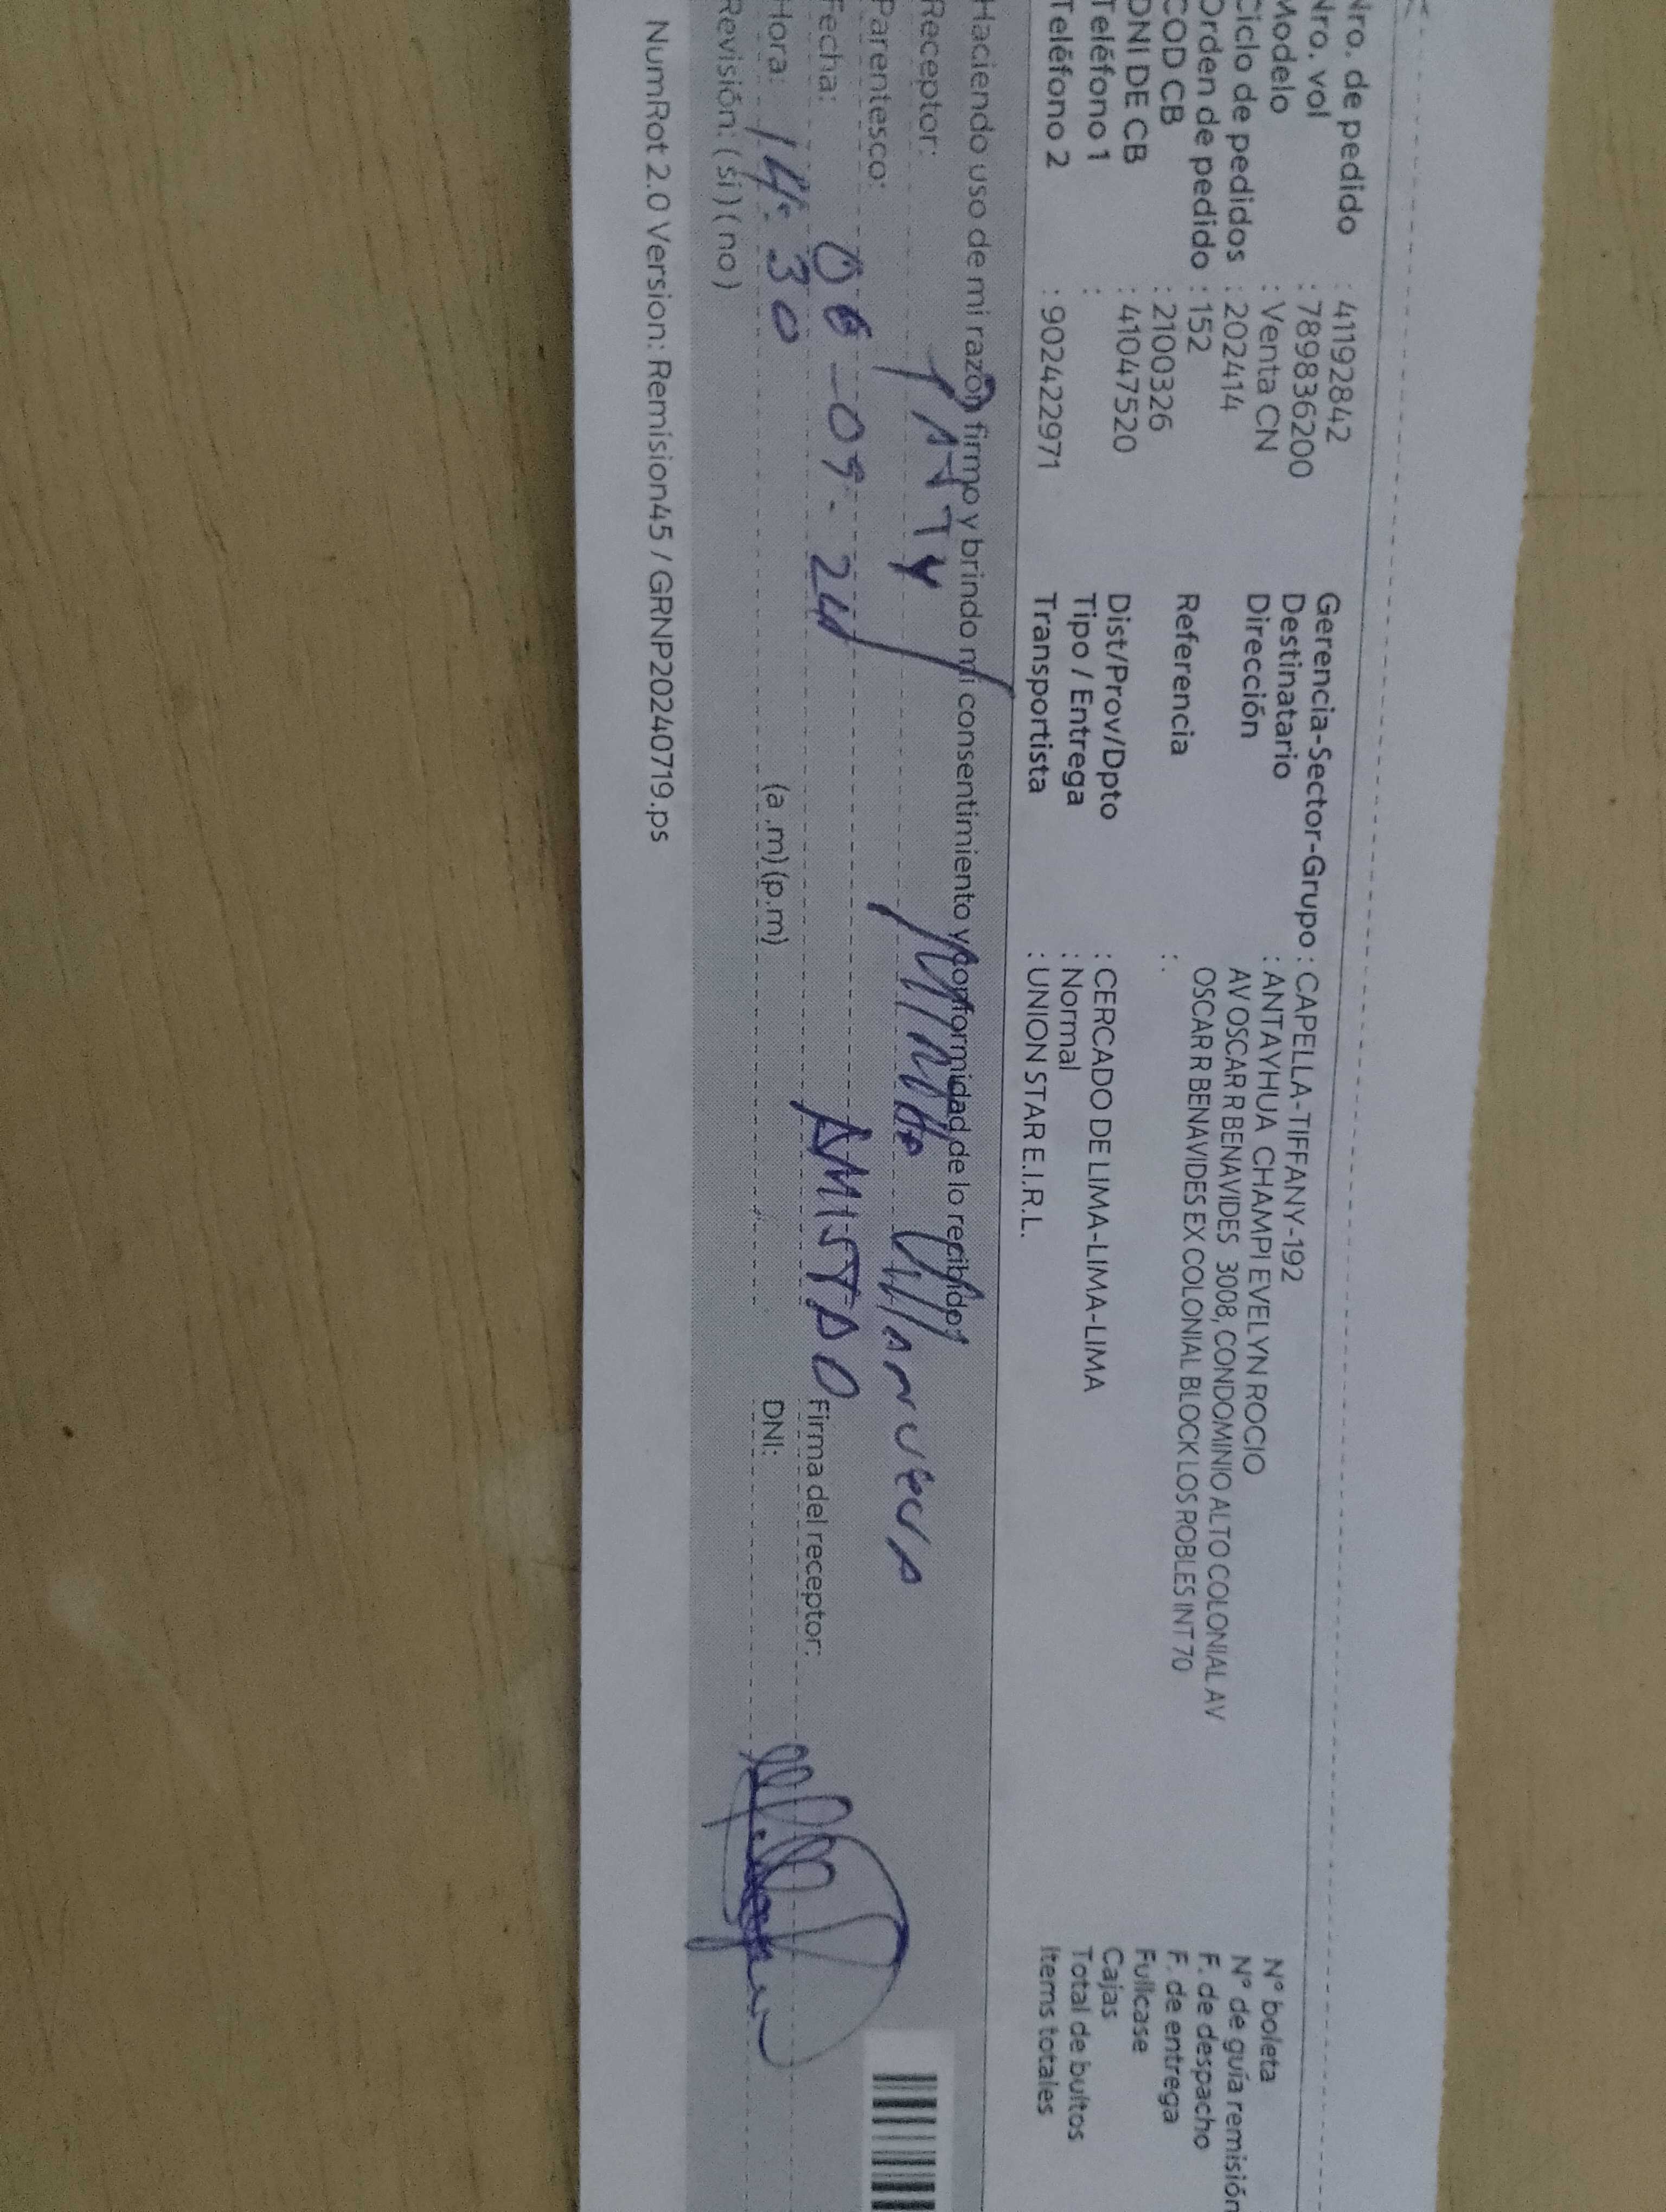 Nro. de pedido : 41192842
Nro. vol : 7898836200
Modelo : Venta CN
Ciclo de pedidos : 202414
Orden de pedido : 152
COD CB : 2100326
DNI DE CB : 41047520
Teléfono 1 :
Teléfono 2 : 902422971
Gerencia-Sector-Grupo : CAPELLA-TIFFANY-192
Destinatario : ANTAYHUA CHAMPI EVELYN ROCIO
Dirección AV OSCAR R BENAVIDES 3008, CONDOMINIO ALTO COLONIAL AV
OSCAR R BENAVIDES EX COLONIAL BLOCK LOS ROBLES INT 70
Referencia : .
Dist/Prov/Dpto : CERCADO DE LIMA-LIMA-LIMA
Tipo / Entrega : Normal
Transportista : UNION STAR E.I.R.L.
N° boleta
N° de guía remisión
F. de despacho
F. de entrega
Fullcase
Cajas
Total de bultos
Items totales
Haciendo uso de mi razón firmo y brindo mi consentimiento y conformidad de lo recibido:
Receptor: PATTY Villanueva
Parentesco: AMISTAD
Fecha: 06-09-24 Firma del receptor:
Hora: 14:30 (a.m) (p.m) DNI:
Revisión: ( si ) ( no )
NumRot 2.0 Version: Remision45 / GRNP20240719.ps